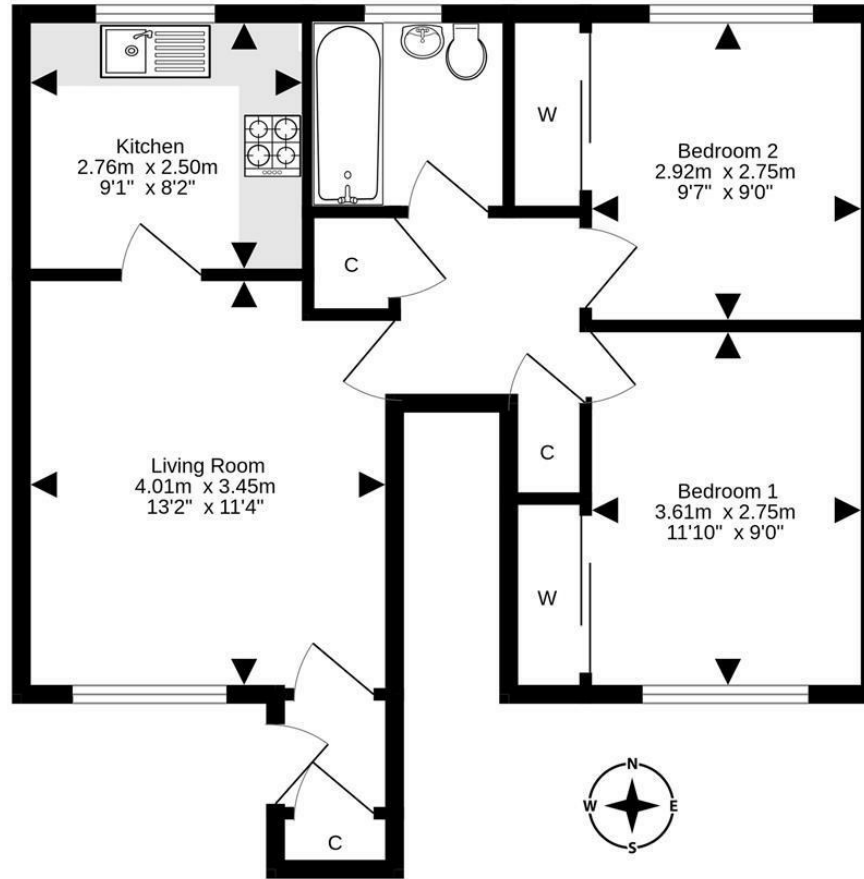 Kitchen
2.76m x 2.50m
9'1" x 8'2"
W
Bedroom 2
2.92m x 2.75m
9'7" x 9'0"
C
Living Room
4.01m x 3.45m
13'2" x 11'4"
C
Bedroom 1
3.61m x 2.75m
11'10" x 9'0"
W
C
N
W E
S